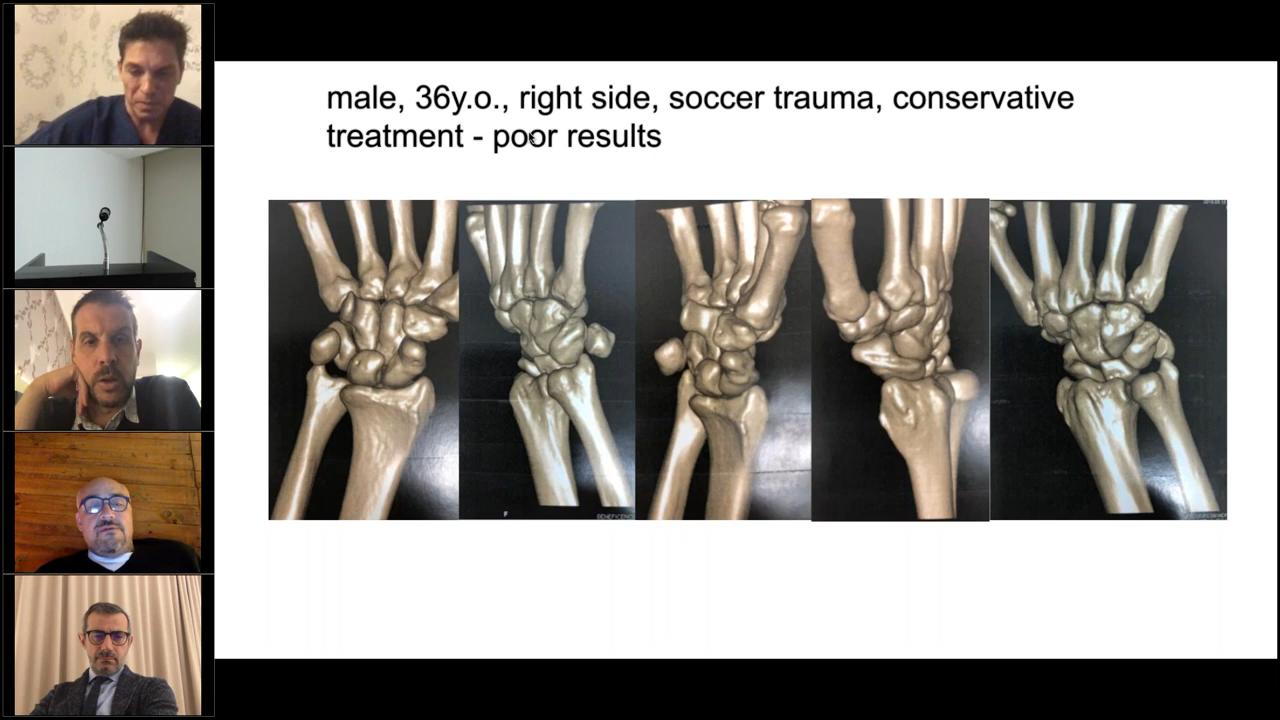 male, 36y.o., right side, soccer trauma, conservative
treatment - poor results
F